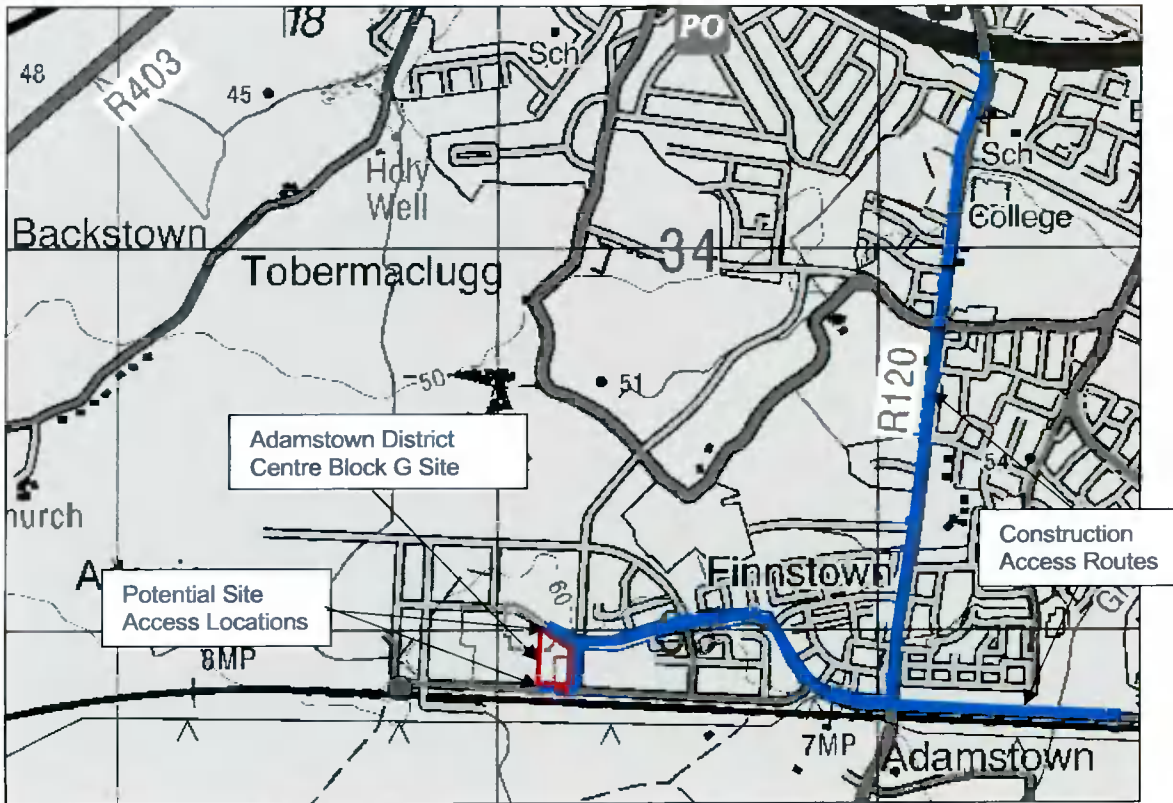 18
PO
Sch
48
R403
45
Holy
Well
Sch
College
Backstown
34
Tobermaclugg
50
51
R120
Adamstown District
Centre Block G Site
54
hurch
Construction
Access Routes
Finnstown
60
Potential Site
Access Locations
8MP
7MP
Adamstown